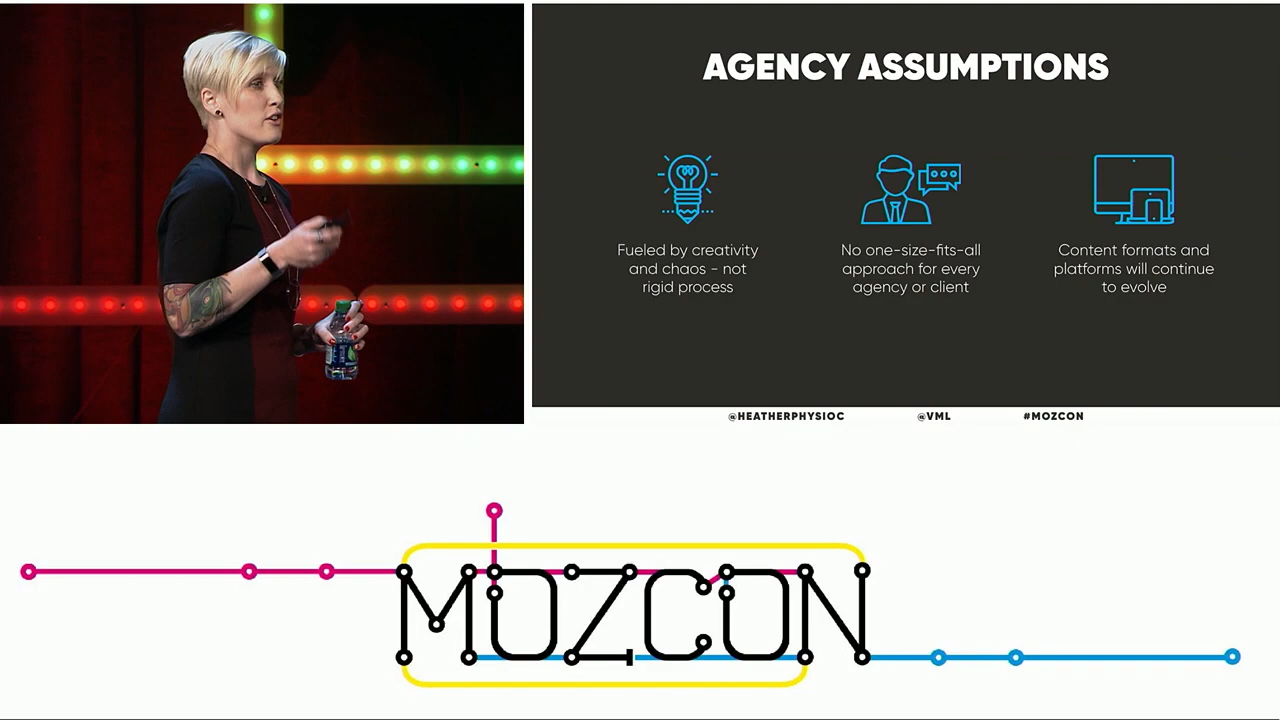 AGENCY ASSUMPTIONS
Fueled by creativity
and chaos - not
rigid process
No one-size-fits-all
approach for every
agency or client
Content formats and
platforms will continue
to evolve
@HEATHERPHYSIOC @VML #MOZCON
MOZCON